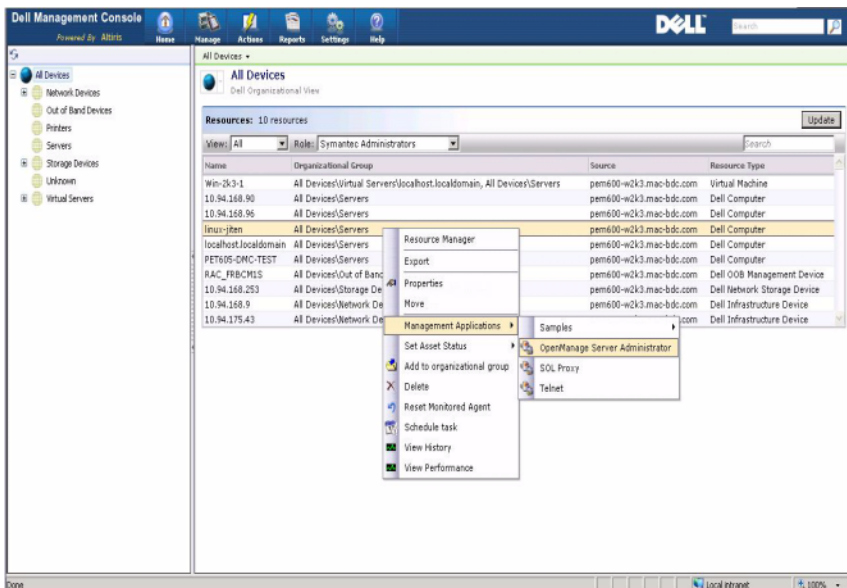 Dell Management Console
Powered By Altiris
Home
Manage
Actions
Reports
Settings
Help
DELL
Search
All Devices
Network Devices
Out of Band Devices
Printers
Servers
Storage Devices
Unknown
Virtual Servers
All Devices
All Devices
Dell Organizational View
Resources: 10 resources
Update
View: All Role: Symantec Administrators
Search
Name Organizational Group Source Resource Type
Win-2k3-1 All Devices\Virtual Servers\localhost.localdomain, All Devices\Servers pem600-w2k3.mac-bdc.com Virtual Machine
10.94.168.90 All Devices\Servers pem600-w2k3.mac-bdc.com Dell Computer
10.94.168.96 All Devices\Servers pem600-w2k3.mac-bdc.com Dell Computer
linux-jiten All Devices\Servers pem600-w2k3.mac-bdc.com Dell Computer
localhost.localdomain All Devices\Servers pem600-w2k3.mac-bdc.com Dell Computer
PET605-DMC-TEST All Devices\Servers pem600-w2k3.mac-bdc.com Dell Computer
RAC_FRBCM1S All Devices\Out of Banc pem600-w2k3.mac-bdc.com Dell OOB Management Device
10.94.168.253 All Devices\Storage De pem600-w2k3.mac-bdc.com Dell Network Storage Device
10.94.168.9 All Devices\Network De pem600-w2k3.mac-bdc.com Dell Infrastructure Device
10.94.175.43 All Devices\Network De com Dell Infrastructure Device
Resource Manager
Export
Properties
Move
Management Applications
Set Asset Status
Add to organizational group
Delete
Reset Monitored Agent
Schedule task
View History
View Performance
Samples
OpenManage Server Administrator
SOL Proxy
Telnet
Done
Local intranet
100%